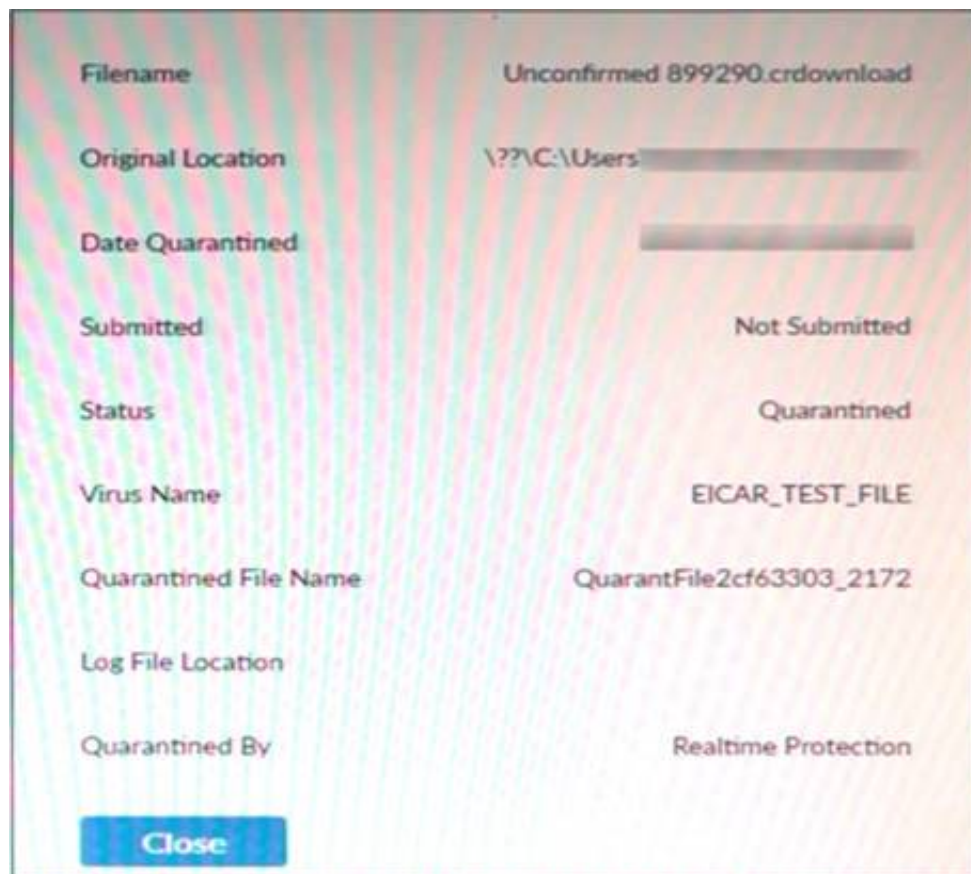 Filename Unconfirmed 899290.crdownload
Original Location \??\C:\Users
Date Quarantined
Submitted Not Submitted
Status Quarantined
Virus Name EICAR_TEST_FILE
Quarantined File Name QuarantFile2cf63303_2172
Log File Location
Quarantined By Realtime Protection
Close